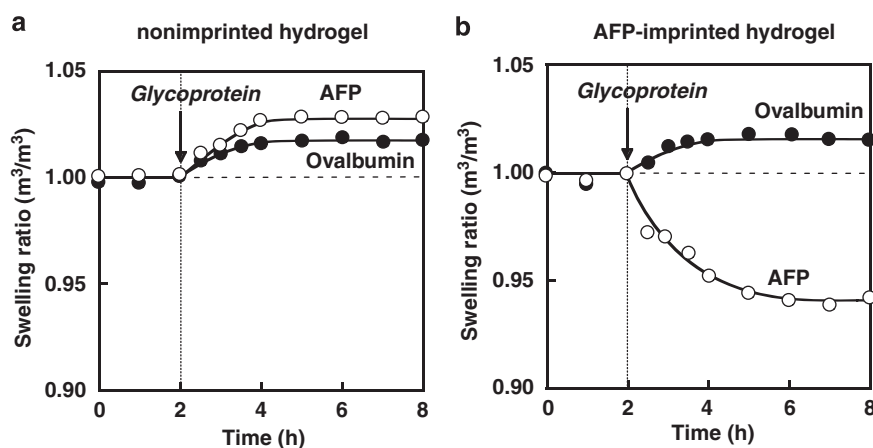 a
nonimprinted hydrogel
1.05
Glycoprotein
AFP
1.00
Ovalbumin
0.95
0.90
0 2 4 6 8
Swelling ratio (m³/m³)
Time (h)
b
AFP-imprinted hydrogel
1.05
Glycoprotein
Ovalbumin
1.00
0.95
AFP
0.90
0 2 4 6 8
Swelling ratio (m³/m³)
Time (h)